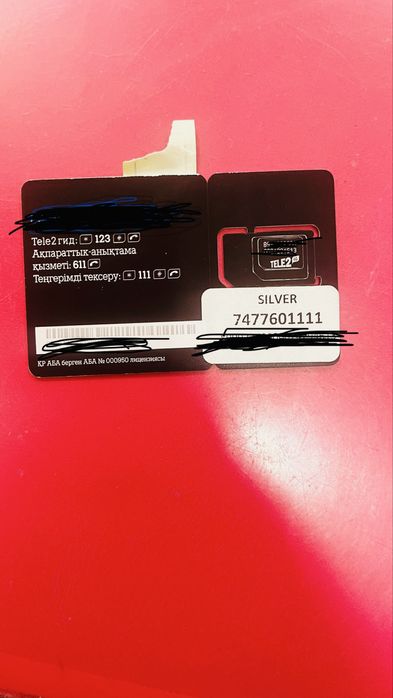 Tele2 гид: * 123 #
Ақпараттық-анықтама
қызметі: 611
Теңгерімді тексеру: * 111 #
ҚР АБА берген АБА № 000950 лицензиясы
TELE2
SILVER
7477601111